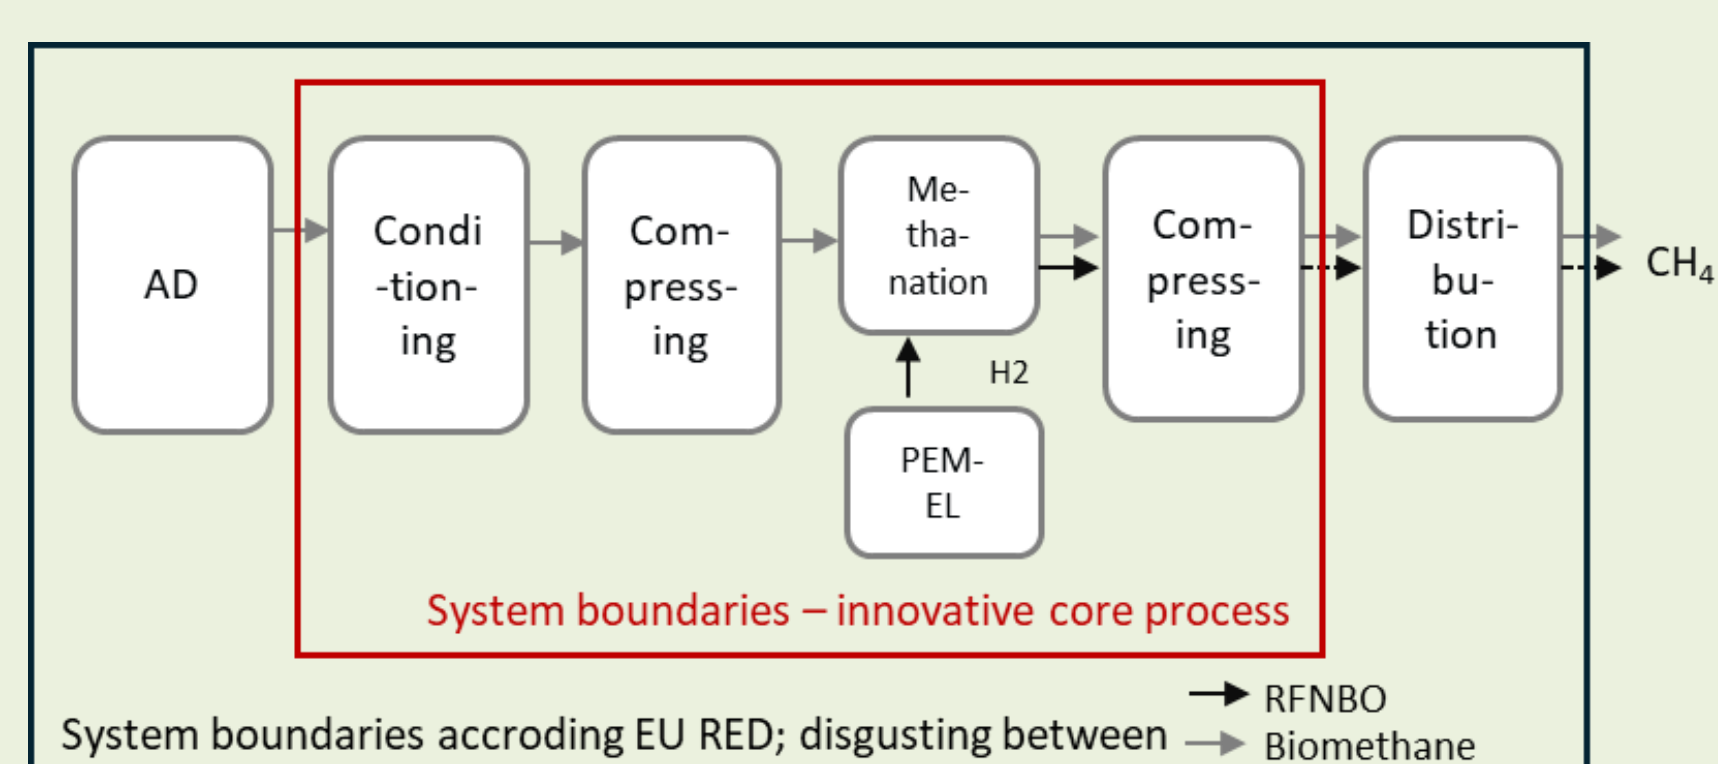 AD
Condi
-tion-
ing
Com-
press-
ing
Me-
tha-
nation
Com-
press-
ing
Distri-
bu-
tion
CH₄
H2
PEM-
EL
System boundaries – innovative core process
System boundaries accroding EU RED; disgusting between
RFNBO
Biomethane